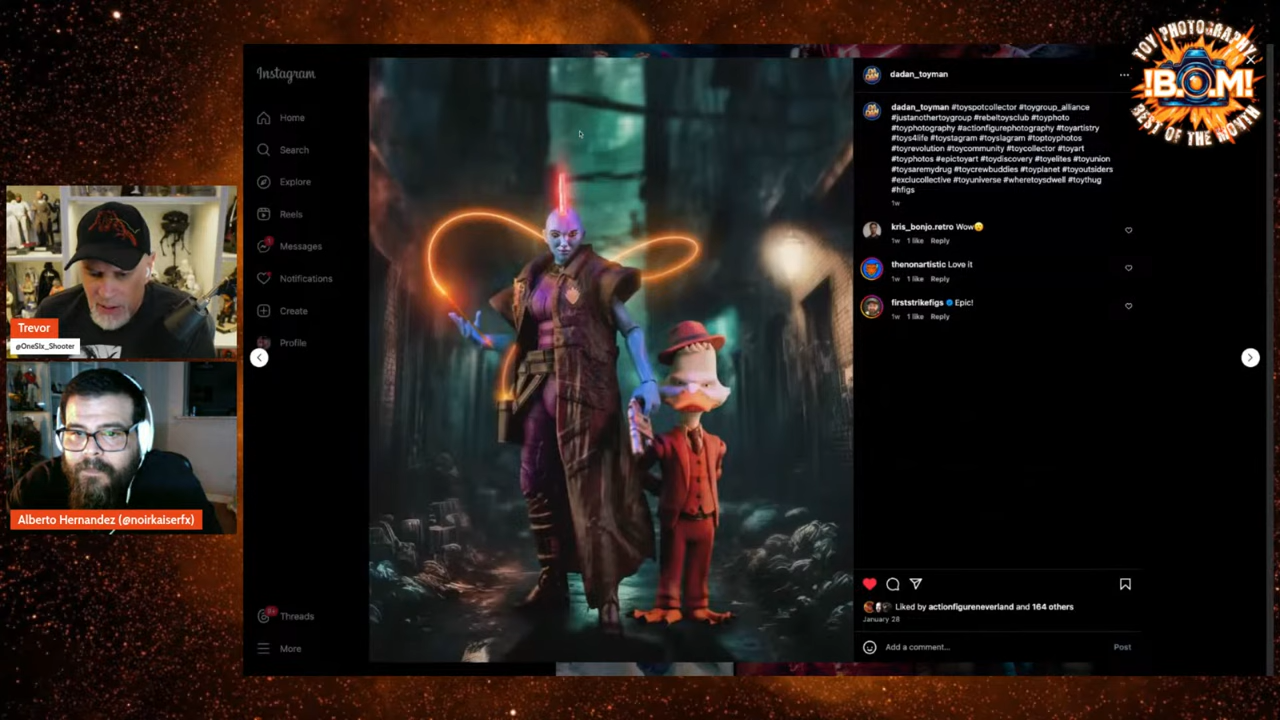 TOY PHOTOGRAPHY
!B.O.M!
BEST OF THE MONTH
Instagram
Home
Search
Explore
Reels
Messages
Notifications
Create
Profile
Threads
More
Trevor
@OneSix_Shooter
Alberto Hernandez (@noirkaiserfx)
dadan_toyman
dadan_toyman #toyspotcollector #toygroup_alliance
#justanothertoygroup #rebeltoysclub #toyphoto
#toyphotography #actionfigurephotography #toyartistry
#toys4life #toystagram #toyslagram #toptoyphotos
#toyrevolution #toycommunity #toycollector #toyart
#toyphotos #epictoyart #toydiscovery #toyelites #toyunion
#toysaremydrug #toycrewbuddies #toyplanet #toyoutsiders
#exclucollective #toyuniverse #wheretoysdwell #toythug
#hfigs
1w
kris_bonjo.retro Wow😮
1w 1 like Reply
thenonartistic Love it
1w 1 like Reply
firststrikefigs Epic!
1w 1 like Reply
Liked by actionfigureneverland and 164 others
January 28
Add a comment...
Post